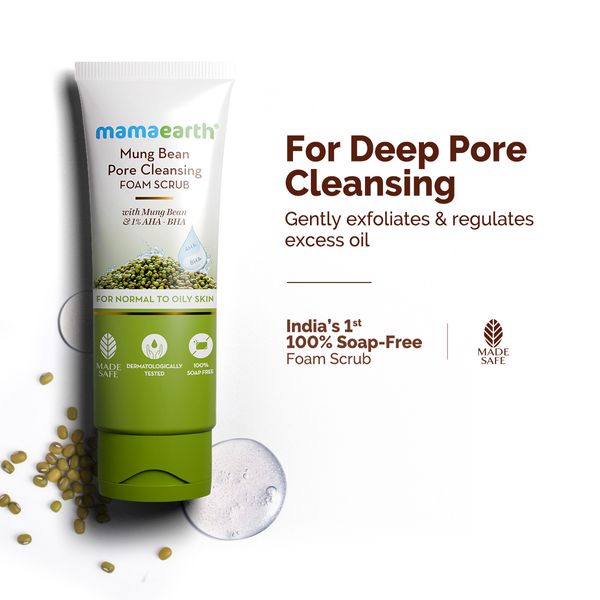 mamaearth®
Mung Bean
Pore Cleansing
FOAM SCRUB
with Mung Bean
& 1% AHA - BHA
AHA
BHA
FOR NORMAL TO OILY SKIN
MADE
SAFE
DERMATOLOGICALLY
TESTED
100%
SOAP FREE
For Deep Pore
Cleansing
Gently exfoliates & regulates
excess oil
India's 1st
100% Soap-Free
Foam Scrub
MADE
SAFE